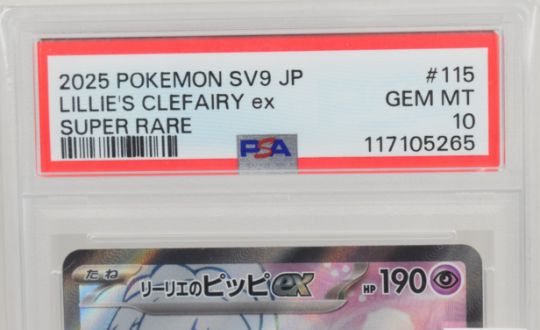 2025 POKEMON SV9 JP #115
LILLIE'S CLEFAIRY ex GEM MT
SUPER RARE 10
PSA 117105265
たね リーリエのピッピex HP 190